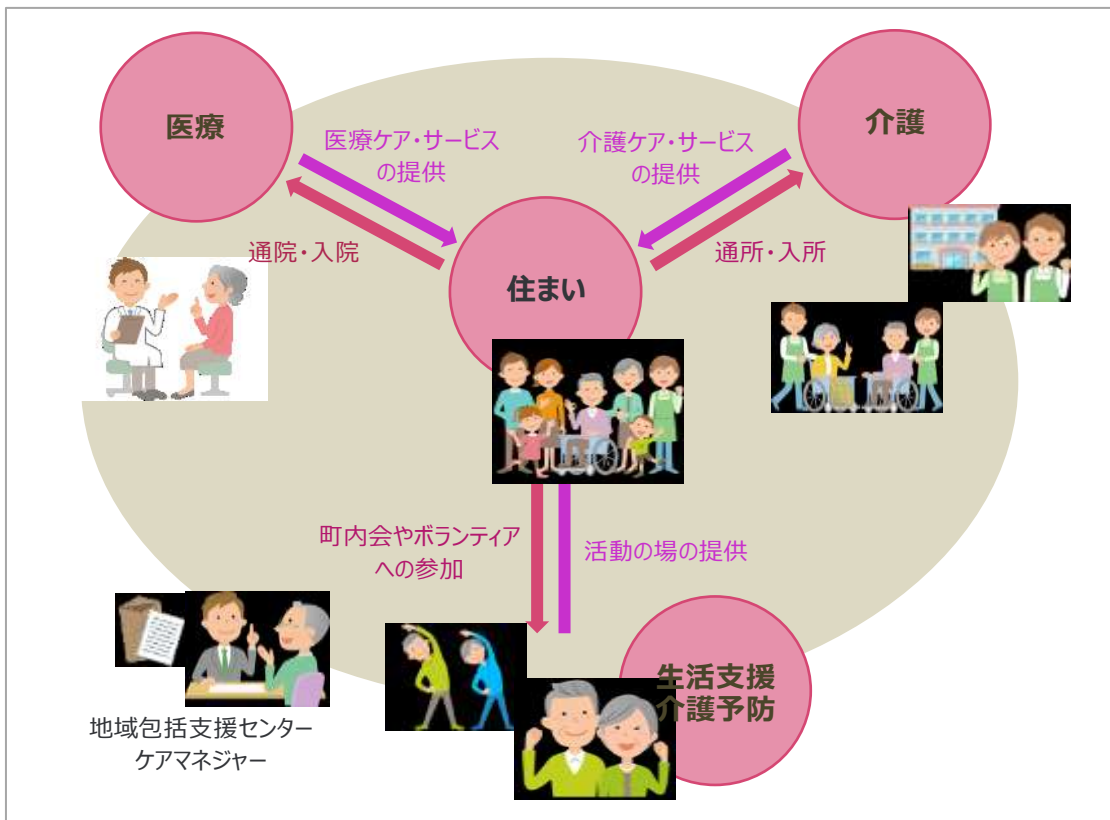 医療
介護
医療ケア・サービス
の提供
介護ケア・サービス
の提供
通院・入院
通所・入所
住まい
町内会やボランティア
への参加
活動の場の提供
生活支援
介護予防
地域包括支援センター
ケアマネジャー